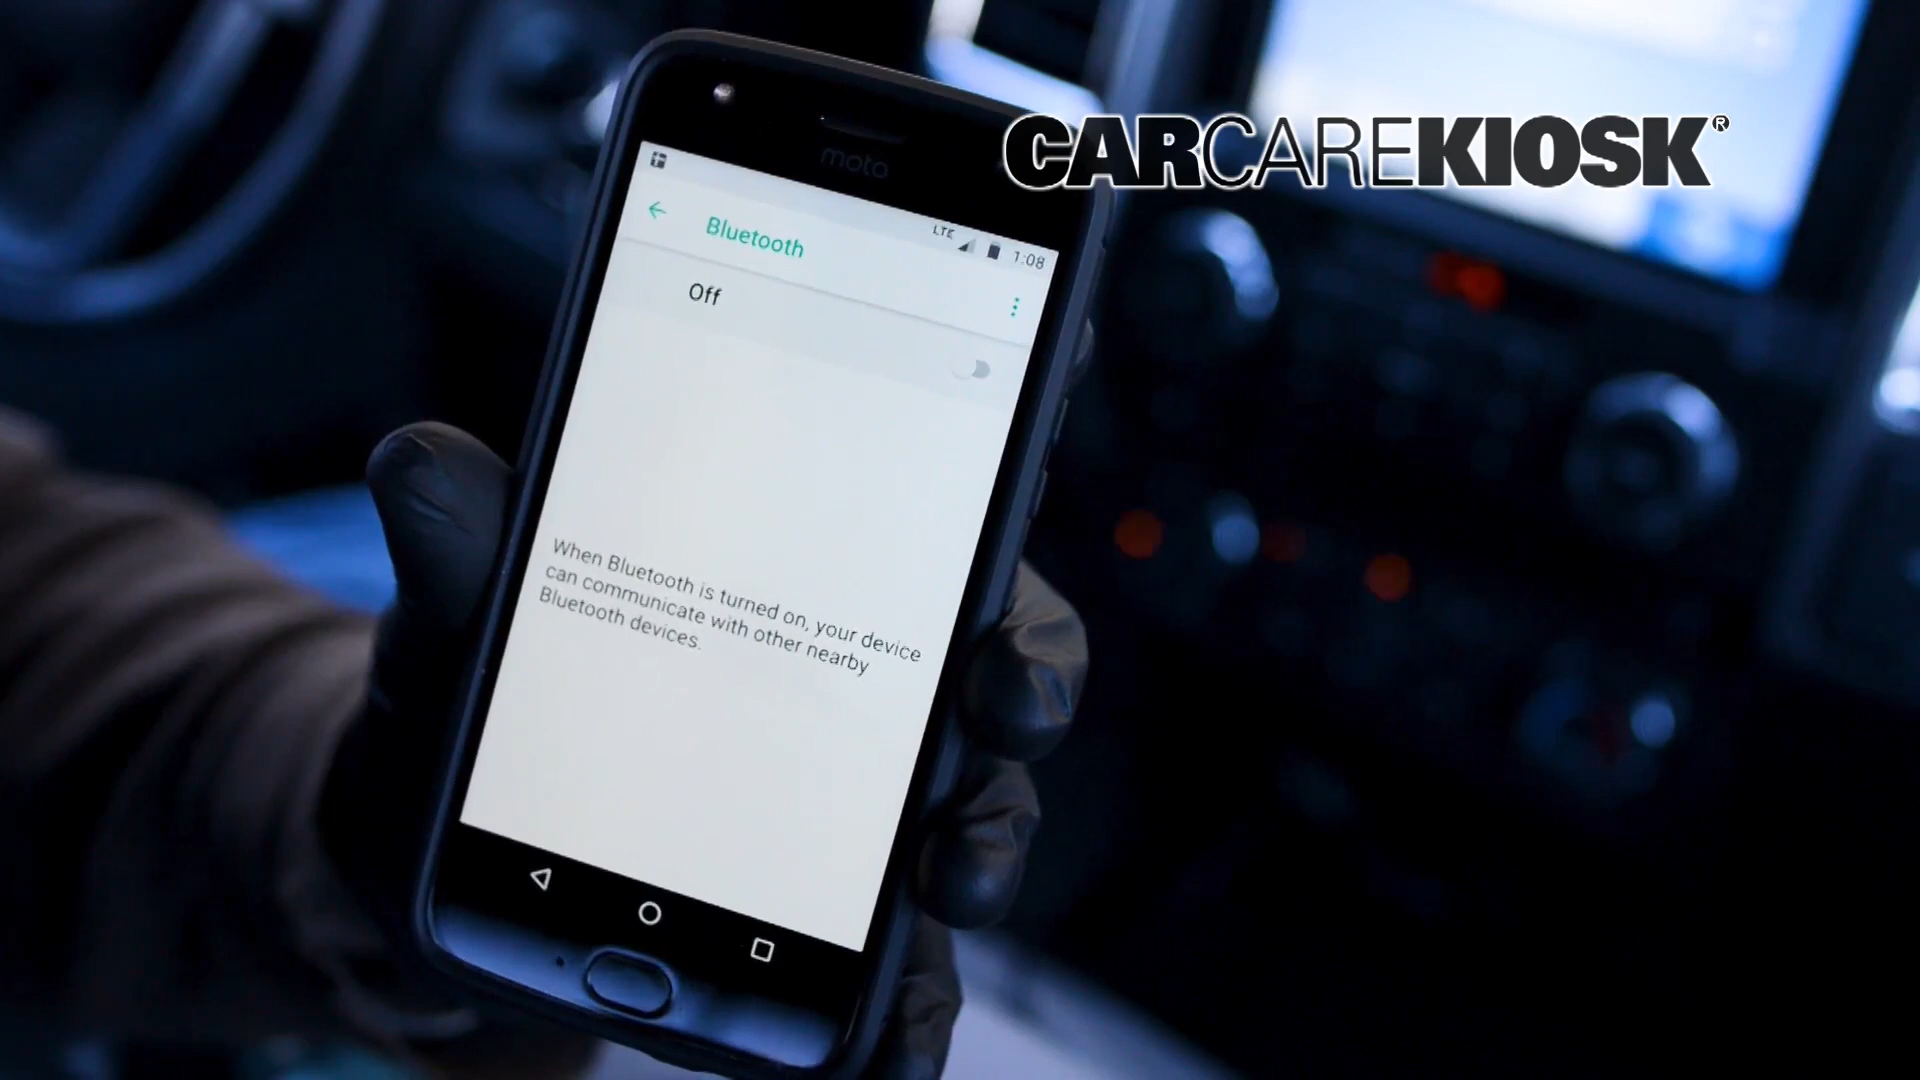 CARCAREKIOSK®
moto
LTE 1:08
Bluetooth
Off
When Bluetooth is turned on, your device
can communicate with other nearby
Bluetooth devices.